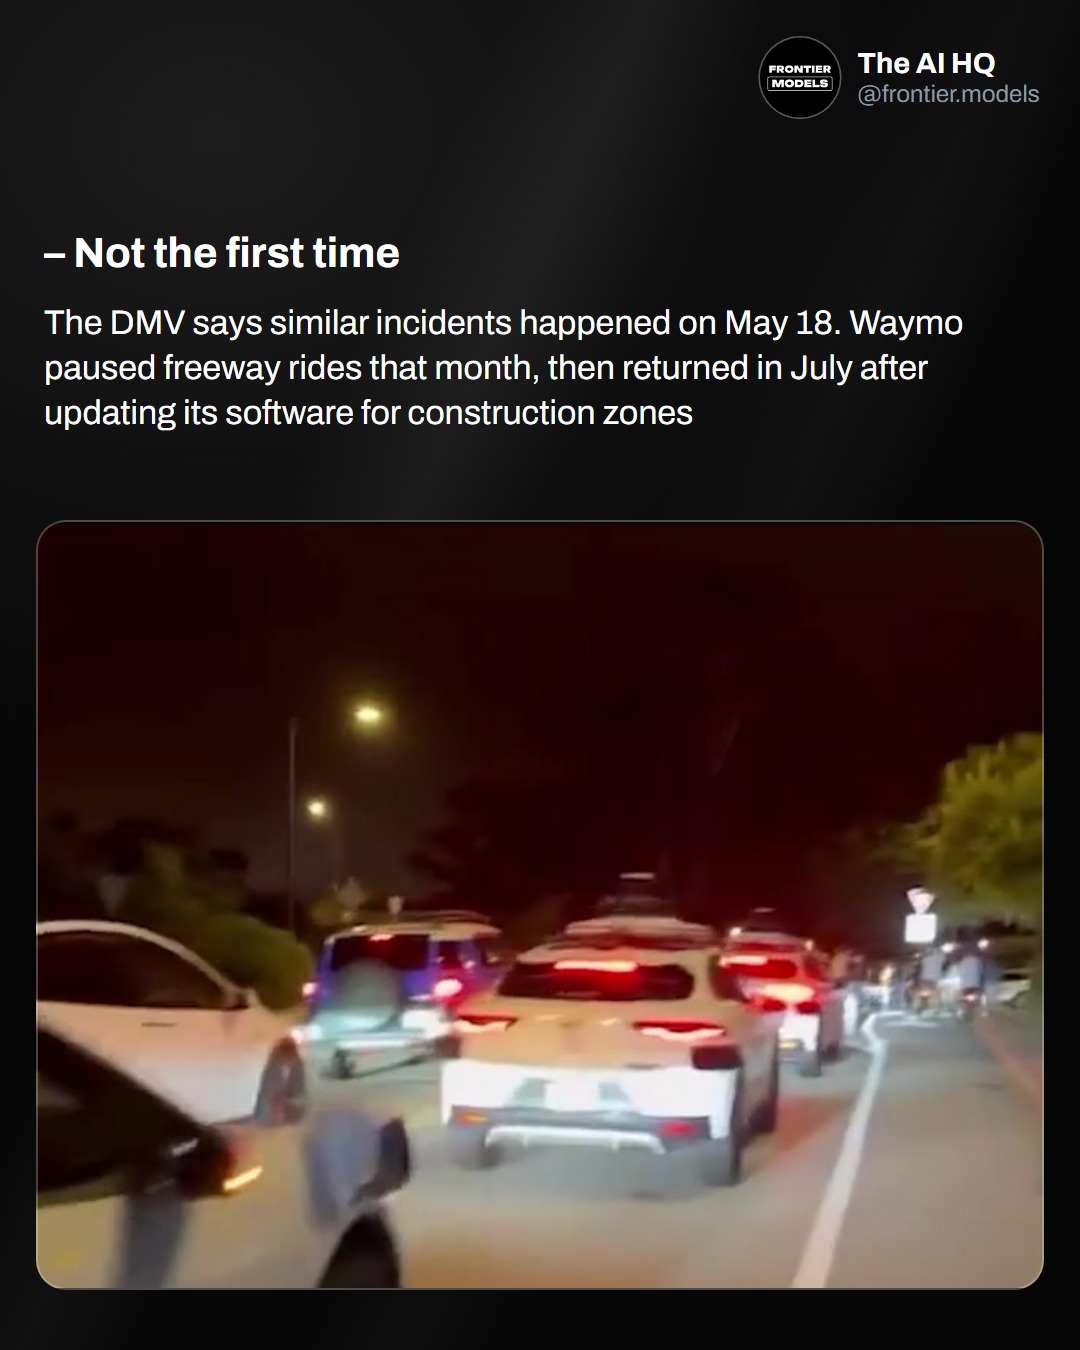 FRONTIER
MODELS
The AI HQ
@frontier.models
– Not the first time
The DMV says similar incidents happened on May 18. Waymo
paused freeway rides that month, then returned in July after
updating its software for construction zones